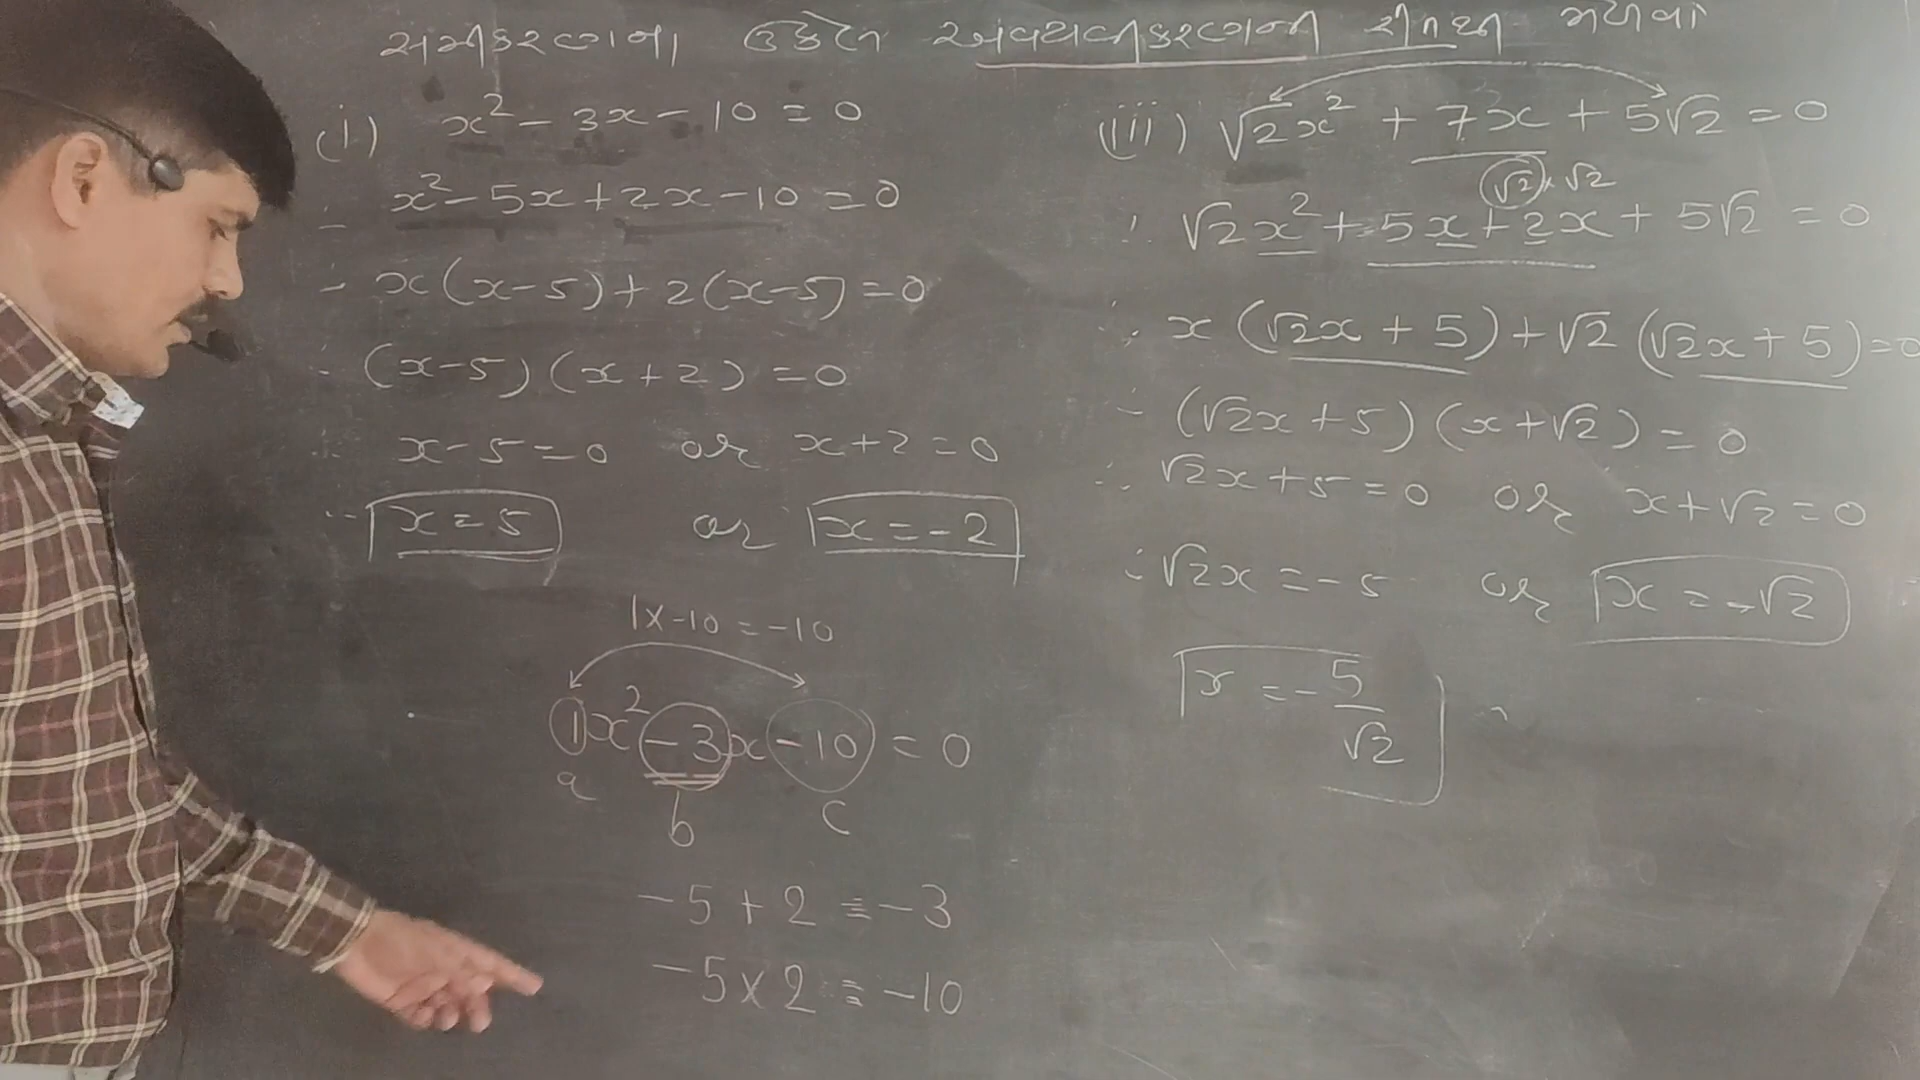 સમીકરણના ઉકેલ અવયવીકરણની રીતથી મેળવો
(i) x² - 3x - 10 = 0
∴ x² - 5x + 2x - 10 = 0
∴ x(x-5) + 2(x-5) = 0
∴ (x-5)(x+2) = 0
∴ x-5 = 0 or x+2 = 0
∴ x = 5 or x = -2
1x-10 = -10
1x² -3x -10 = 0
a b c
-5 + 2 = -3
-5 x 2 = -10
(iii) √2x² + 7x + 5√2 = 0
√2 x √2
∴ √2x² + 5x + 2x + 5√2 = 0
∴ x(√2x + 5) + √2(√2x + 5) = 0
∴ (√2x + 5)(x + √2) = 0
∴ √2x + 5 = 0 or x + √2 = 0
∴ √2x = -5 or x = -√2
x = -5/√2